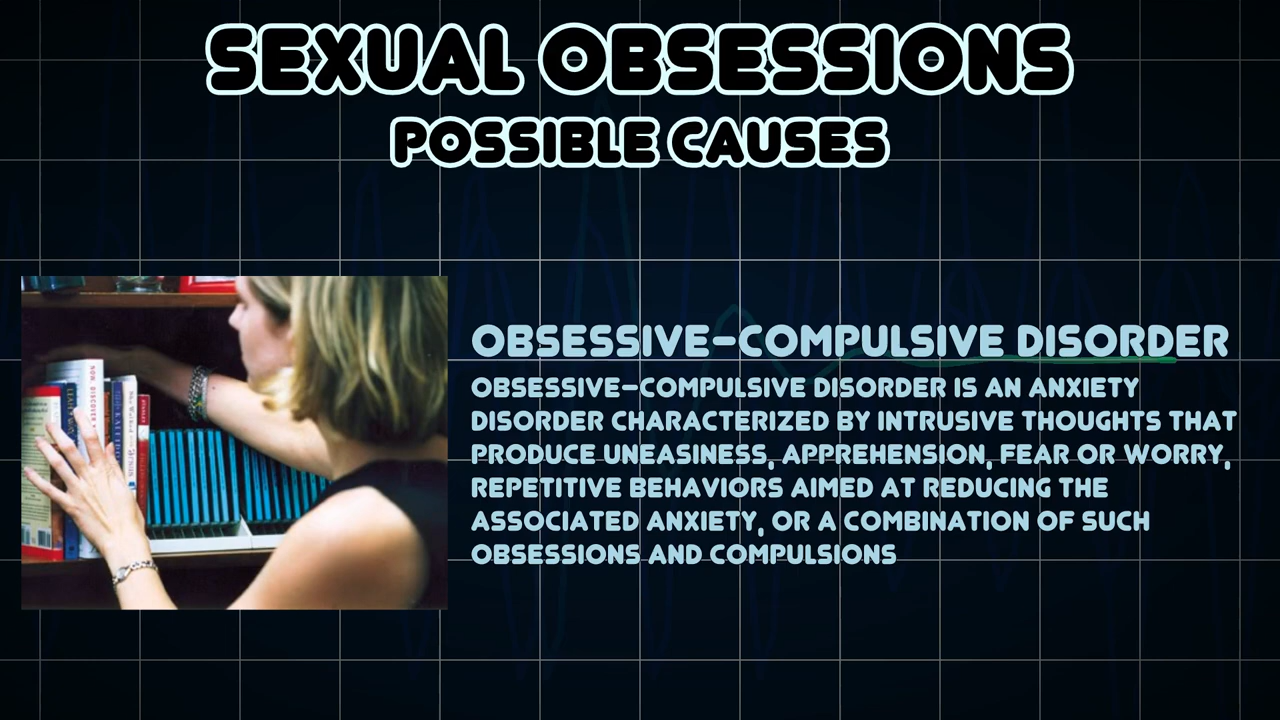 SEXUAL OBSESSIONS
POSSIBLE CAUSES
OBSESSIVE-COMPULSIVE DISORDER
OBSESSIVE-COMPULSIVE DISORDER IS AN ANXIETY
DISORDER CHARACTERIZED BY INTRUSIVE THOUGHTS THAT
PRODUCE UNEASINESS, APPREHENSION, FEAR OR WORRY,
REPETITIVE BEHAVIORS AIMED AT REDUCING THE
ASSOCIATED ANXIETY, OR A COMBINATION OF SUCH
OBSESSIONS AND COMPULSIONS
NOW, DISCOVER